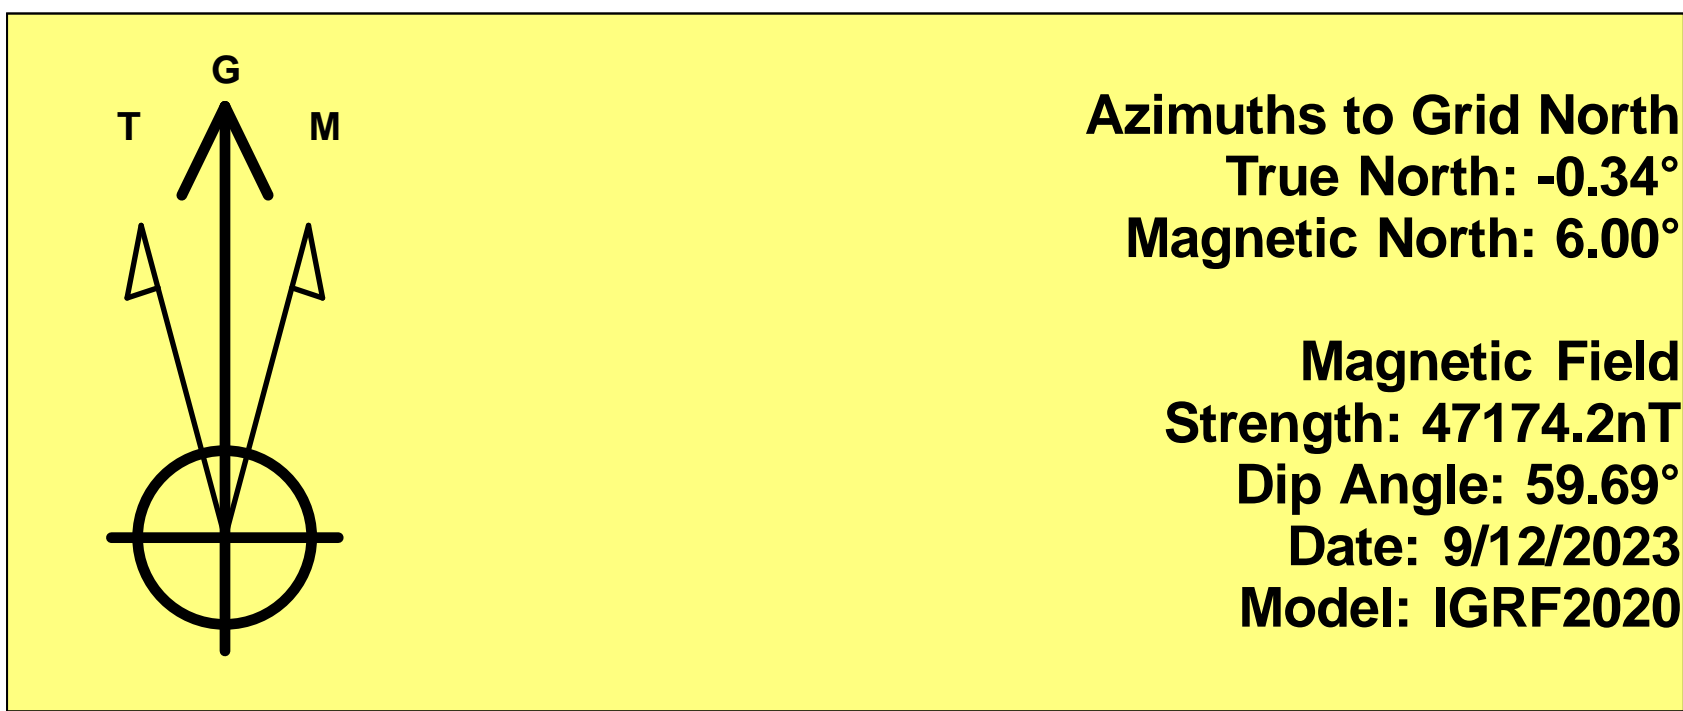 G
T
M
Azimuths to Grid North
True North: -0.34°
Magnetic North: 6.00°
Magnetic Field
Strength: 47174.2nT
Dip Angle: 59.69°
Date: 9/12/2023
Model: IGRF2020